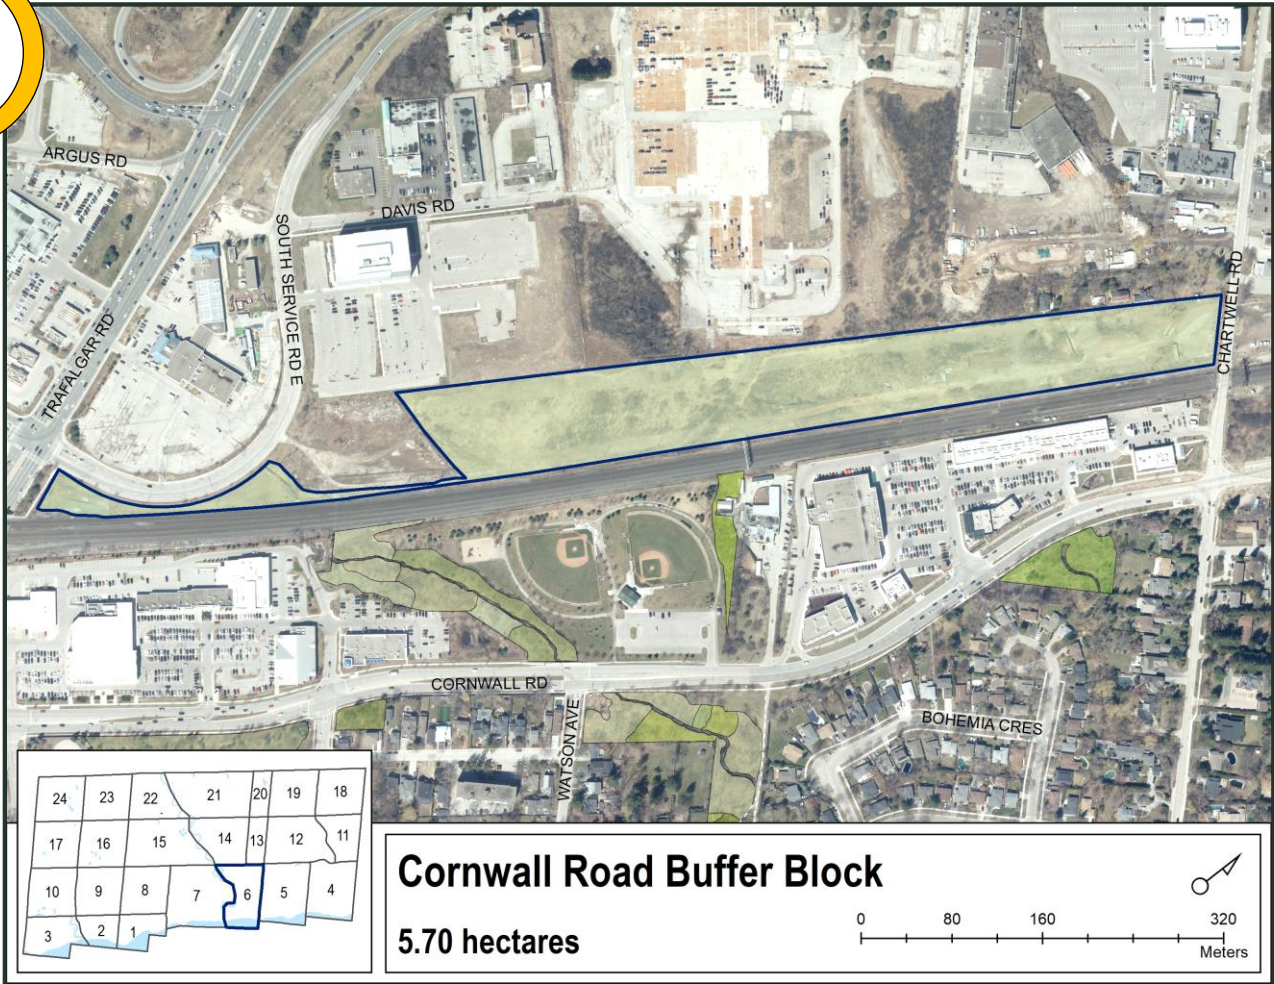 ARGUS RD
DAVIS RD
SOUTH SERVICE RD E
TRAFALGAR RD
CHARTWELL RD
CORNWALL RD
WATSON AVE
BOHEMIA CRES
24 23 22 21 20 19 18
17 16 15 14 13 12 11
10 9 8 7 6 5 4
3 2 1
Cornwall Road Buffer Block
5.70 hectares
0 80 160 320
Meters